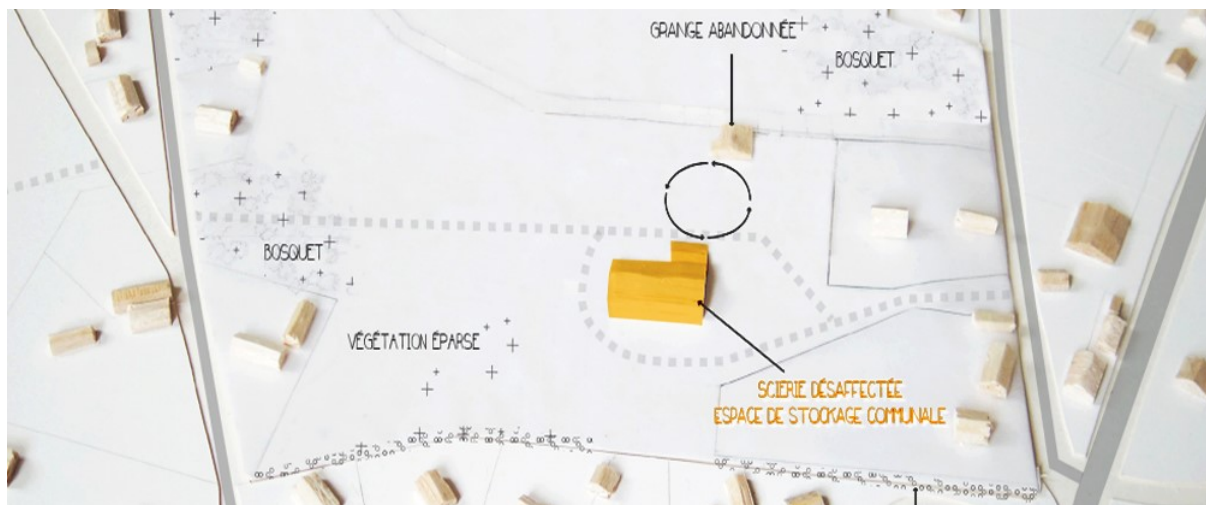 GRANGE ABANDONNÉE
BOSQUET
BOSQUET
VÉGÉTATION ÉPARSE
SCIERIE DÉSAFFECTÉE
ESPACE DE STOCKAGE COMMUNALE